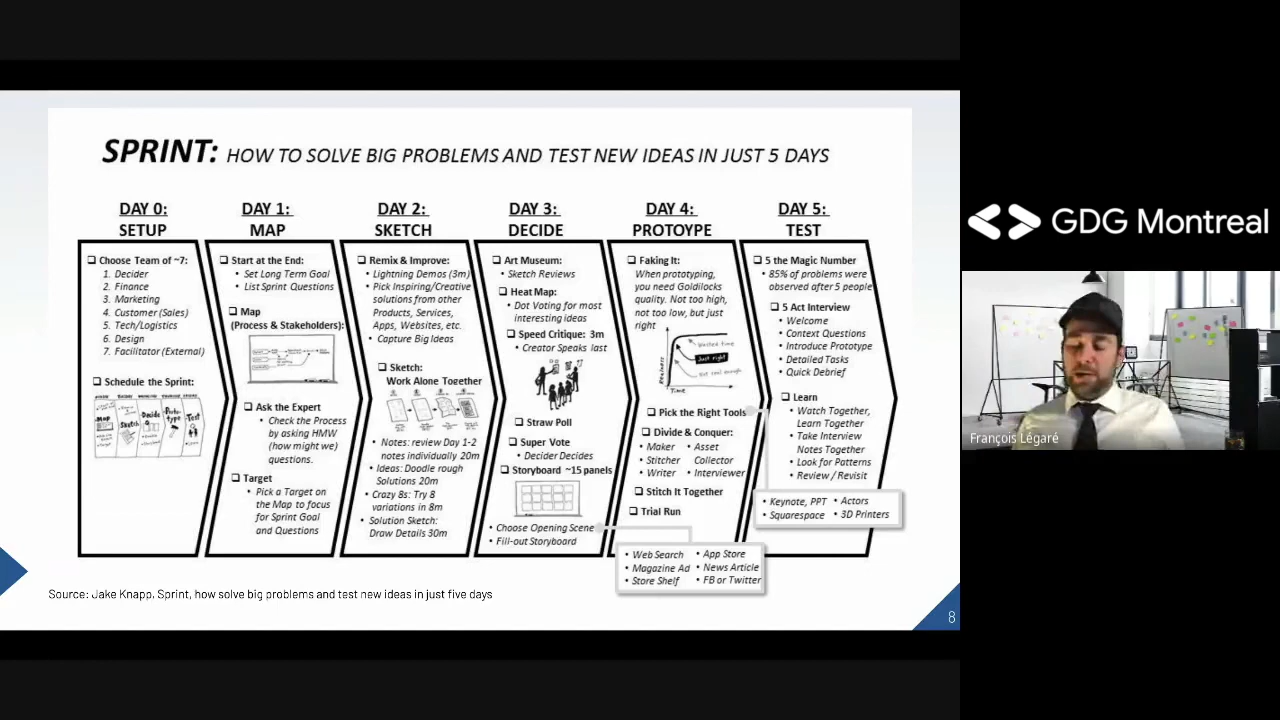 SPRINT: HOW TO SOLVE BIG PROBLEMS AND TEST NEW IDEAS IN JUST 5 DAYS
DAY 0:
SETUP
Choose Team of ~7:
1. Decider
2. Finance
3. Marketing
4. Customer (Sales)
5. Tech/Logistics
6. Design
7. Facilitator (External)
Schedule the Sprint:
Map
Sketch
Decide
Proto-
type
Test
DAY 1:
MAP
Start at the End:
• Set Long Term Goal
• List Sprint Questions
Map
(Process & Stakeholders):
Ask the Expert
• Check the Process
by asking HMW
(how might we)
questions.
Target
• Pick a Target on
the Map to focus
for Sprint Goal
and Questions
DAY 2:
SKETCH
Remix & Improve:
• Lightning Demos (3m)
• Pick Inspiring/Creative
solutions from other
Products, Services,
Apps, Websites, etc.
• Capture Big Ideas
Sketch:
Work Alone Together
• Notes: review Day 1-2
notes individually 20m
• Ideas: Doodle rough
Solutions 20m
• Crazy 8s: Try 8
variations in 8m
• Solution Sketch:
Draw Details 30m
DAY 3:
DECIDE
Art Museum:
• Sketch Reviews
Heat Map:
• Dot Voting for most
interesting ideas
Speed Critique: 3m
• Creator Speaks last
Straw Poll
Super Vote
• Decider Decides
Storyboard ~15 panels
• Choose Opening Scene
• Fill-out Storyboard
• Web Search
• Magazine Ad
• Store Shelf
• App Store
• News Article
• FB or Twitter
DAY 4:
PROTOYPE
Faking It:
When prototyping,
you need Goldilocks
quality. Not too high,
not too low, but just
right
Realness
Wasted time
Just right
Not real enough
Time
Pick the Right Tools
Divide & Conquer:
• Maker
• Stitcher
• Writer
• Asset
Collector
• Interviewer
Stitch It Together
Trial Run
DAY 5:
TEST
5 the Magic Number
• 85% of problems were
observed after 5 people
5 Act Interview
• Welcome
• Context Questions
• Introduce Prototype
• Detailed Tasks
• Quick Debrief
Learn
• Watch Together,
Learn Together
• Take Interview
Notes Together
• Look for Patterns
• Review / Revisit
• Keynote, PPT
• Squarespace
• Actors
• 3D Printers
Source: Jake Knapp, Sprint, how solve big problems and test new ideas in just five days
8
GDG Montreal
François Légaré